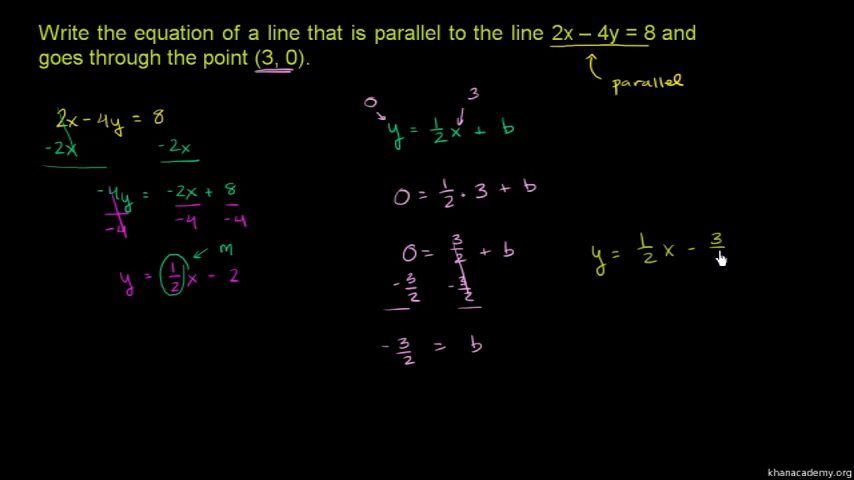 Write the equation of a line that is parallel to the line 2x – 4y = 8 and
goes through the point (3, 0).
parallel
2x - 4y = 8
-2x -2x
-4y = -2x + 8
-4 -4 -4
m
y = 1/2 x - 2
0 3
y = 1/2 x + b
0 = 1/2 · 3 + b
0 = 3/2 + b
-3/2 -3/2
-3/2 = b
y = 1/2 x - 3
khanacademy.org